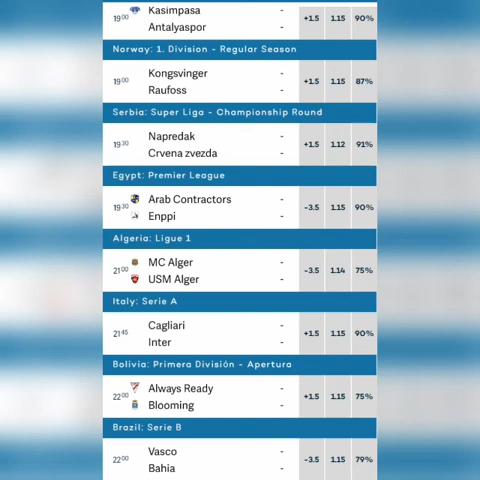 Kasimpasa -
19:00 +1.5 1.15 90%
Antalyaspor -
Norway: 1. Division - Regular Season
Kongsvinger -
19:00 +1.5 1.15 87%
Raufoss -
Serbia: Super Liga - Championship Round
Napredak -
19:30 +1.5 1.12 91%
Crvena zvezda -
Egypt: Premier League
Arab Contractors -
19:30 -3.5 1.15 90%
Enppi -
Algeria: Ligue 1
MC Alger -
21:00 -3.5 1.14 75%
USM Alger -
Italy: Serie A
Cagliari -
21:45 +1.5 1.15 90%
Inter -
Bolivia: Primera División - Apertura
Always Ready -
22:00 +1.5 1.15 75%
Blooming -
Brazil: Serie B
Vasco -
22:00 -3.5 1.15 79%
Bahia -